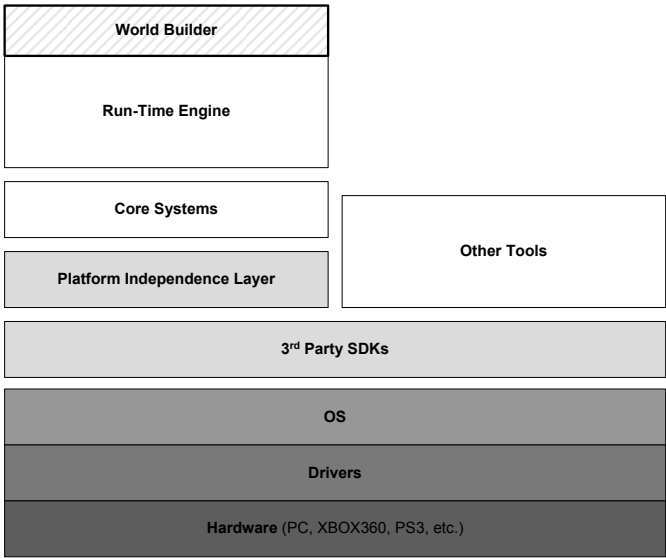 World Builder
Run-Time Engine
Core Systems
Other Tools
Platform Independence Layer
3rd Party SDKs
OS
Drivers
Hardware (PC, XBOX360, PS3, etc.)